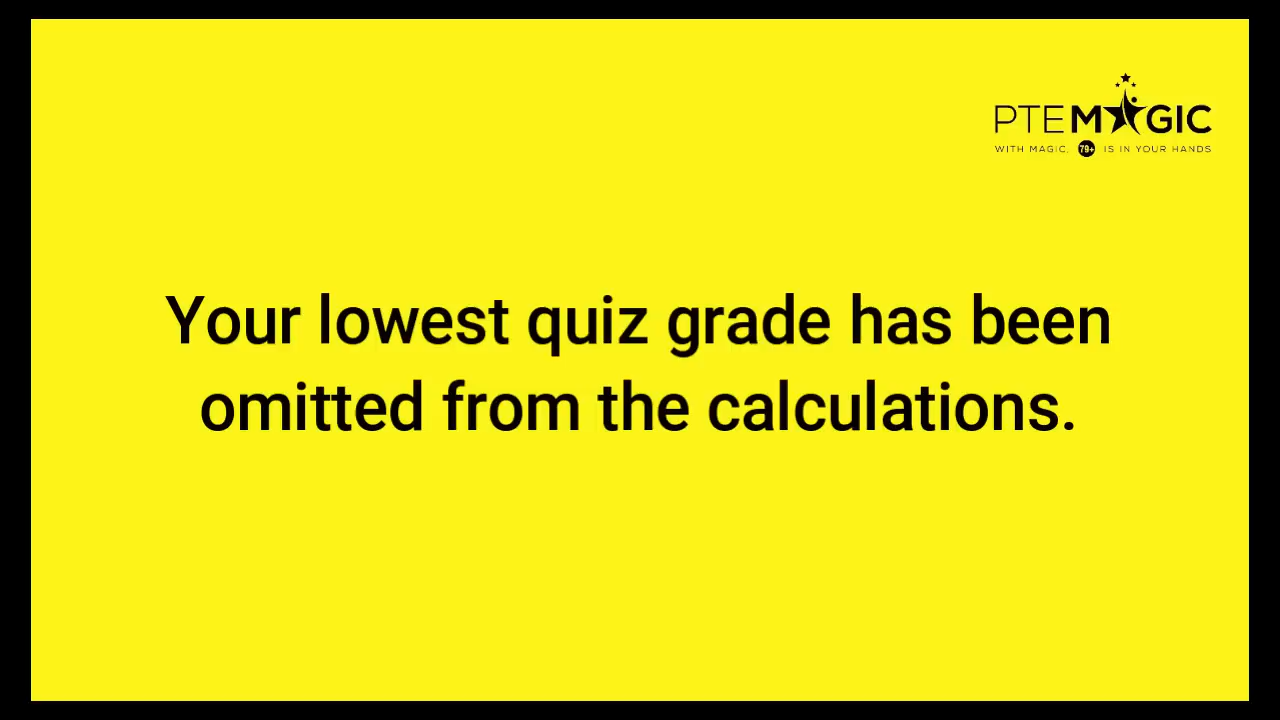 PTEMAGIC
WITH MAGIC, 79+ IS IN YOUR HANDS
Your lowest quiz grade has been
omitted from the calculations.